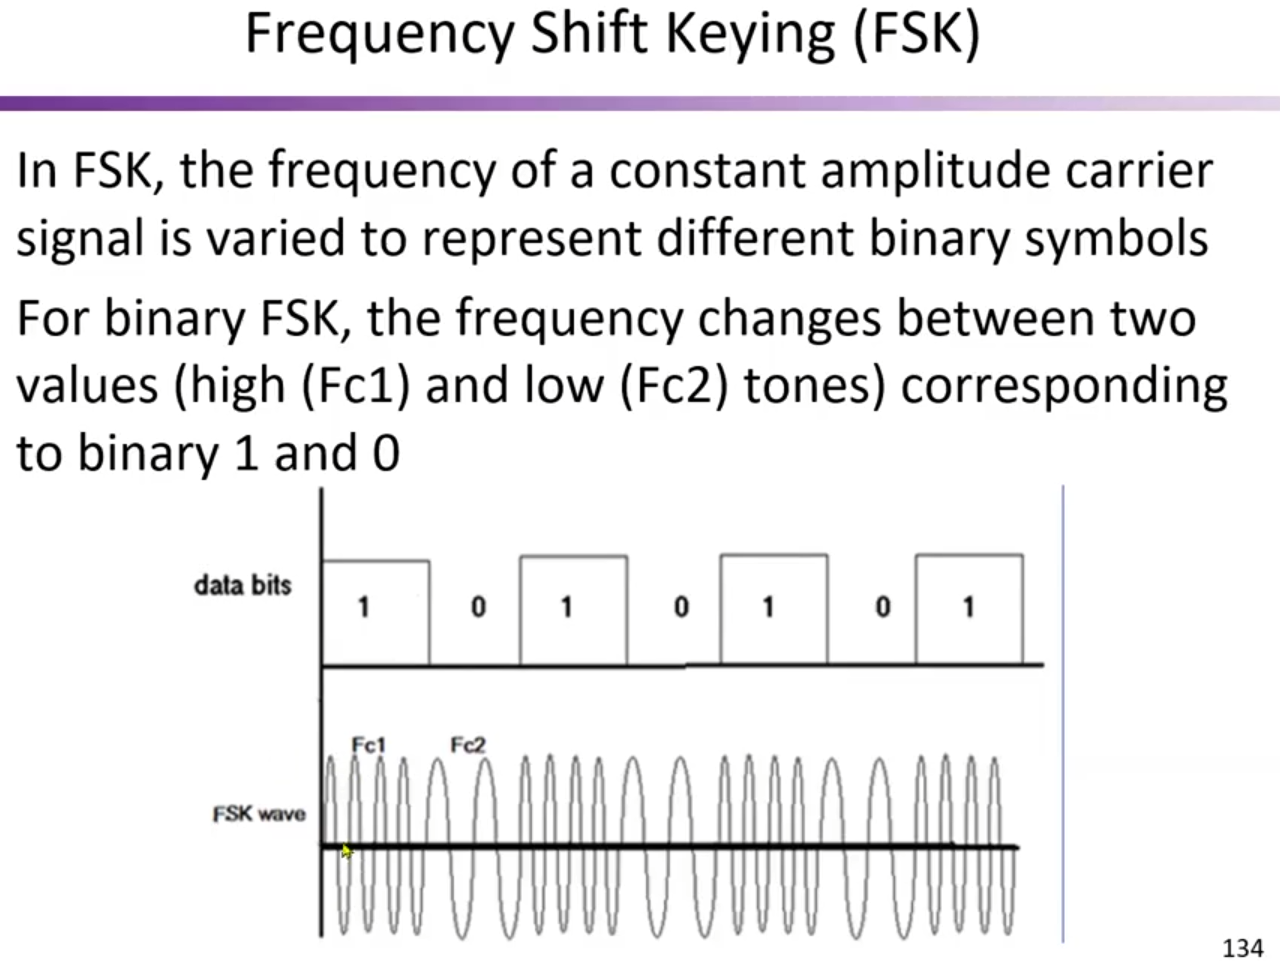 Frequency Shift Keying (FSK)
In FSK, the frequency of a constant amplitude carrier
signal is varied to represent different binary symbols
For binary FSK, the frequency changes between two
values (high (Fc1) and low (Fc2) tones) corresponding
to binary 1 and 0
data bits
1 0 1 0 1 0 1
Fc1 Fc2
FSK wave
134